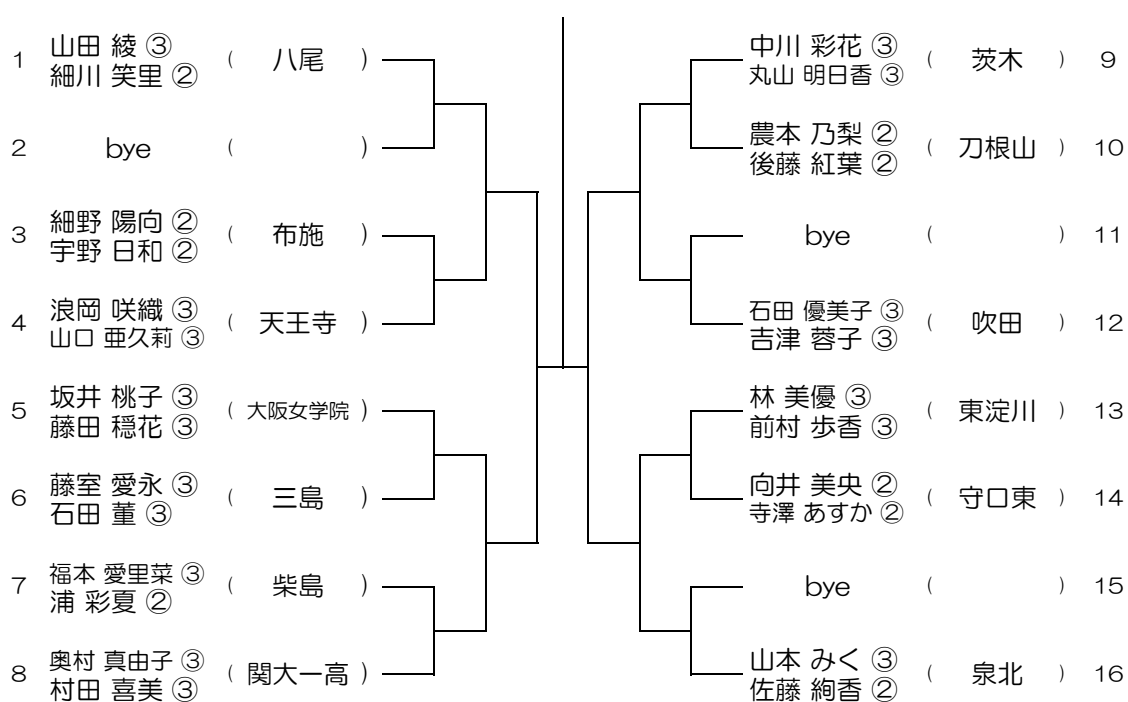 1 山田 綾 ③ ( 八尾 )
細川 笑里 ②
2 bye ( )
3 細野 陽向 ② ( 布施 )
宇野 日和 ②
4 浪岡 咲織 ③ ( 天王寺 )
山口 亜久莉 ③
5 坂井 桃子 ③ ( 大阪女学院 )
藤田 穏花 ③
6 藤室 愛永 ③ ( 三島 )
石田 菫 ③
7 福本 愛里菜 ③ ( 柴島 )
浦 彩夏 ②
8 奥村 真由子 ③ ( 関大一高 )
村田 喜美 ③
中川 彩花 ③ ( 茨木 ) 9
丸山 明日香 ③
農本 乃梨 ② ( 刀根山 ) 10
後藤 紅葉 ②
bye ( ) 11
石田 優美子 ③ ( 吹田 ) 12
吉津 蓉子 ③
林 美優 ③ ( 東淀川 ) 13
前村 歩香 ③
向井 美央 ② ( 守口東 ) 14
寺澤 あすか ②
bye ( ) 15
山本 みく ③ ( 泉北 ) 16
佐藤 絢香 ②